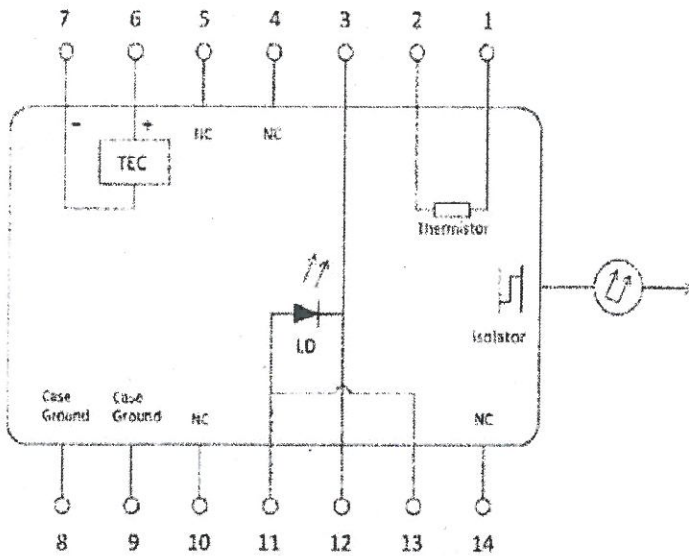 7 6 5 4 3 2 1
- + NC NC
TEC
Thermistor
LD
Isolator
Case Case
Ground Ground NC NC
8 9 10 11 12 13 14